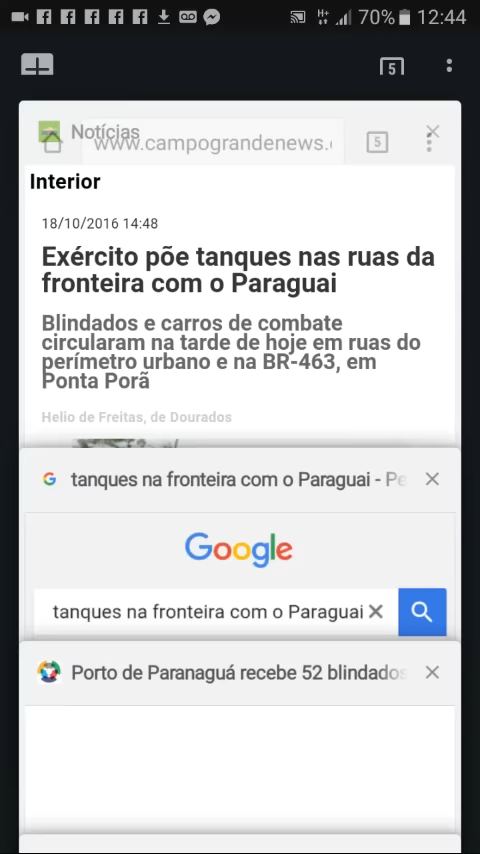 H+ 70% 12:44
5
Notícias
www.campograndenews.
5
Interior
18/10/2016 14:48
Exército põe tanques nas ruas da
fronteira com o Paraguai
Blindados e carros de combate
circularam na tarde de hoje em ruas do
perímetro urbano e na BR-463, em
Ponta Porã
Helio de Freitas, de Dourados
tanques na fronteira com o Paraguai - Pe
Google
tanques na fronteira com o Paraguai
Porto de Paranaguá recebe 52 blindados